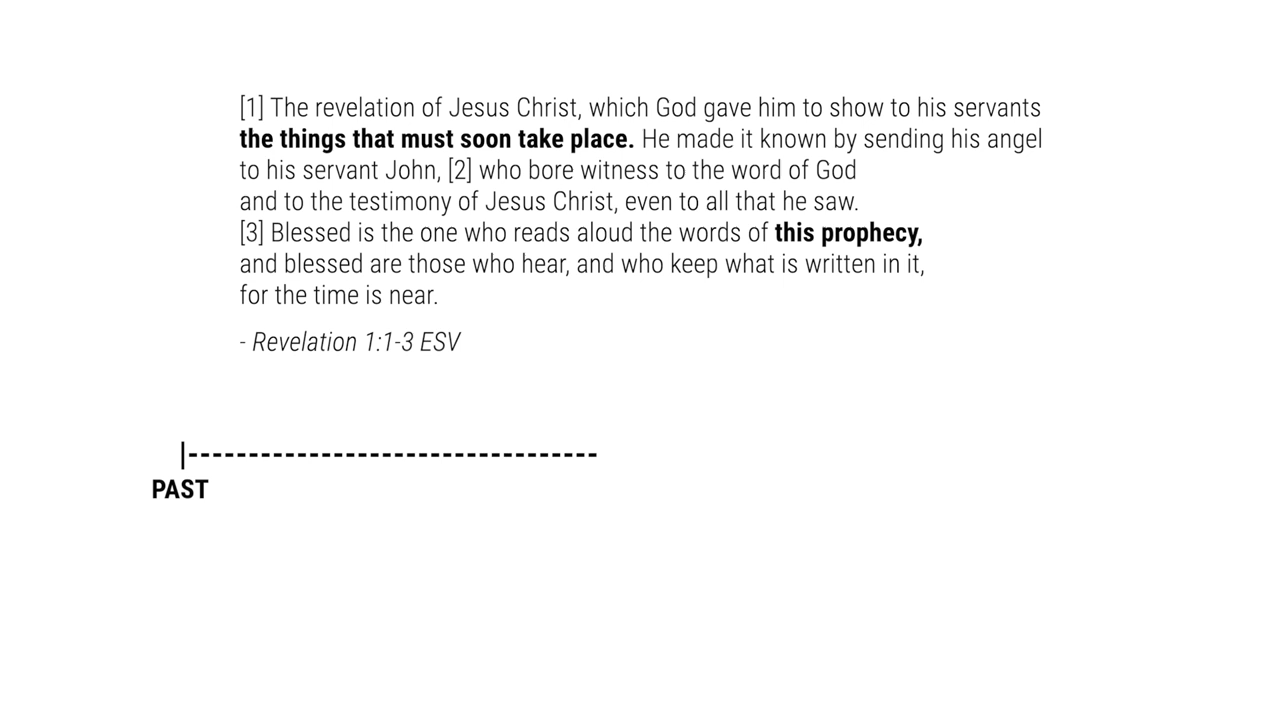 [1] The revelation of Jesus Christ, which God gave him to show to his servants
the things that must soon take place. He made it known by sending his angel
to his servant John, [2] who bore witness to the word of God
and to the testimony of Jesus Christ, even to all that he saw.
[3] Blessed is the one who reads aloud the words of this prophecy,
and blessed are those who hear, and who keep what is written in it,
for the time is near.
- Revelation 1:1-3 ESV
|----------------------------------
PAST